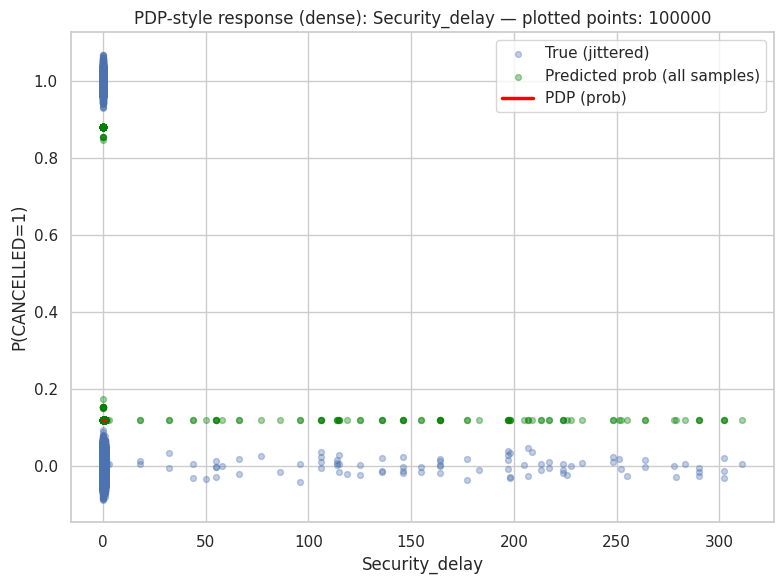 PDP-style response (dense): Security_delay — plotted points: 100000
True (jittered)
Predicted prob (all samples)
PDP (prob)
P(CANCELLED=1)
1.0
0.8
0.6
0.4
0.2
0.0
0
50
100
150
200
250
300
Security_delay